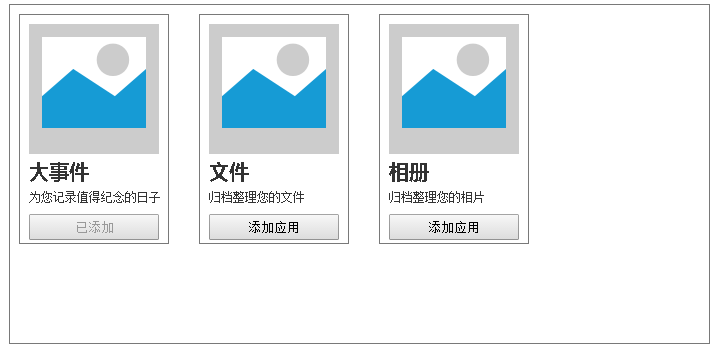 大事件
为您记录值得纪念的日子
已添加
文件
归档整理您的文件
添加应用
相册
归档整理您的相片
添加应用